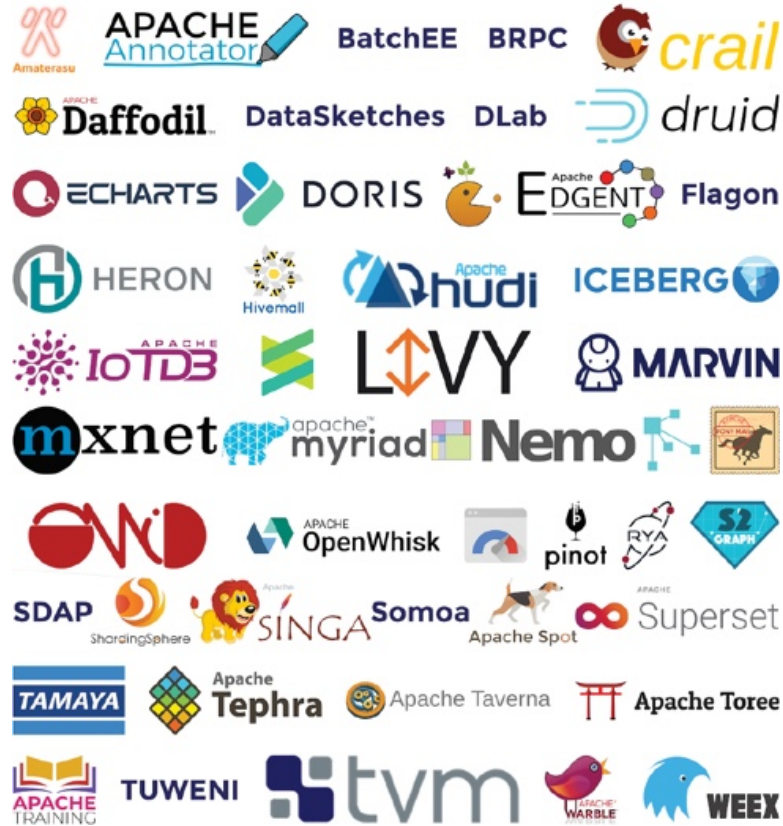 Amaterasu
APACHE
Annotator
BatchEE
BRPC
crail
APACHE
Daffodil
DataSketches
DLab
druid
ECHARTS
DORIS
Apache
EDGENT
Flagon
HERON
Hivemall
Apache
hudi
ICEBERG
APACHE
IoTDB
LIVY
MARVIN
mxnet
apache™
myriad
Nemo
APACHE
OpenWhisk
pinot
RYA
S2
GRAPH
SDAP
ShardingSphere
Apache
SINGA
Somoa
Apache Spot
APACHE
Superset
TAMAYA
Apache
Tephra
Apache Taverna
Apache Toree
APACHE
TRAINING
TUWENI
tvm
APACHE
WARBLE
WEEX